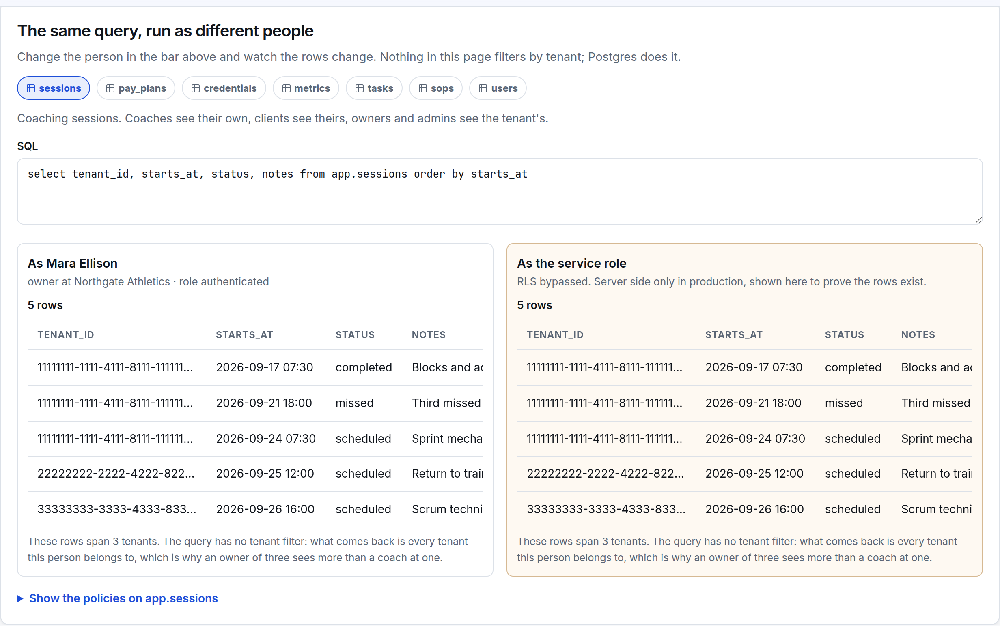 The same query, run as different people
Change the person in the bar above and watch the rows change. Nothing in this page filters by tenant; Postgres does it.
sessions pay_plans credentials metrics tasks sops users
Coaching sessions. Coaches see their own, clients see theirs, owners and admins see the tenant's.
SQL
select tenant_id, starts_at, status, notes from app.sessions order by starts_at
As Mara Ellison
owner at Northgate Athletics · role authenticated
5 rows
TENANT_ID STARTS_AT STATUS NOTES
11111111-1111-4111-8111-111111... 2026-09-17 07:30 completed Blocks and ac
11111111-1111-4111-8111-111111... 2026-09-21 18:00 missed Third missed
11111111-1111-4111-8111-111111... 2026-09-24 07:30 scheduled Sprint mecha
22222222-2222-4222-822... 2026-09-25 12:00 scheduled Return to train
33333333-3333-4333-833... 2026-09-26 16:00 scheduled Scrum techni
These rows span 3 tenants. The query has no tenant filter: what comes back is every tenant
this person belongs to, which is why an owner of three sees more than a coach at one.
As the service role
RLS bypassed. Server side only in production, shown here to prove the rows exist.
5 rows
TENANT_ID STARTS_AT STATUS NOTES
11111111-1111-4111-8111-111111... 2026-09-17 07:30 completed Blocks and ac
11111111-1111-4111-8111-111111... 2026-09-21 18:00 missed Third missed
11111111-1111-4111-8111-111111... 2026-09-24 07:30 scheduled Sprint mecha
22222222-2222-4222-822... 2026-09-25 12:00 scheduled Return to train
33333333-3333-4333-833... 2026-09-26 16:00 scheduled Scrum techni
These rows span 3 tenants. The query has no tenant filter: what comes back is every tenant
this person belongs to, which is why an owner of three sees more than a coach at one.
Show the policies on app.sessions